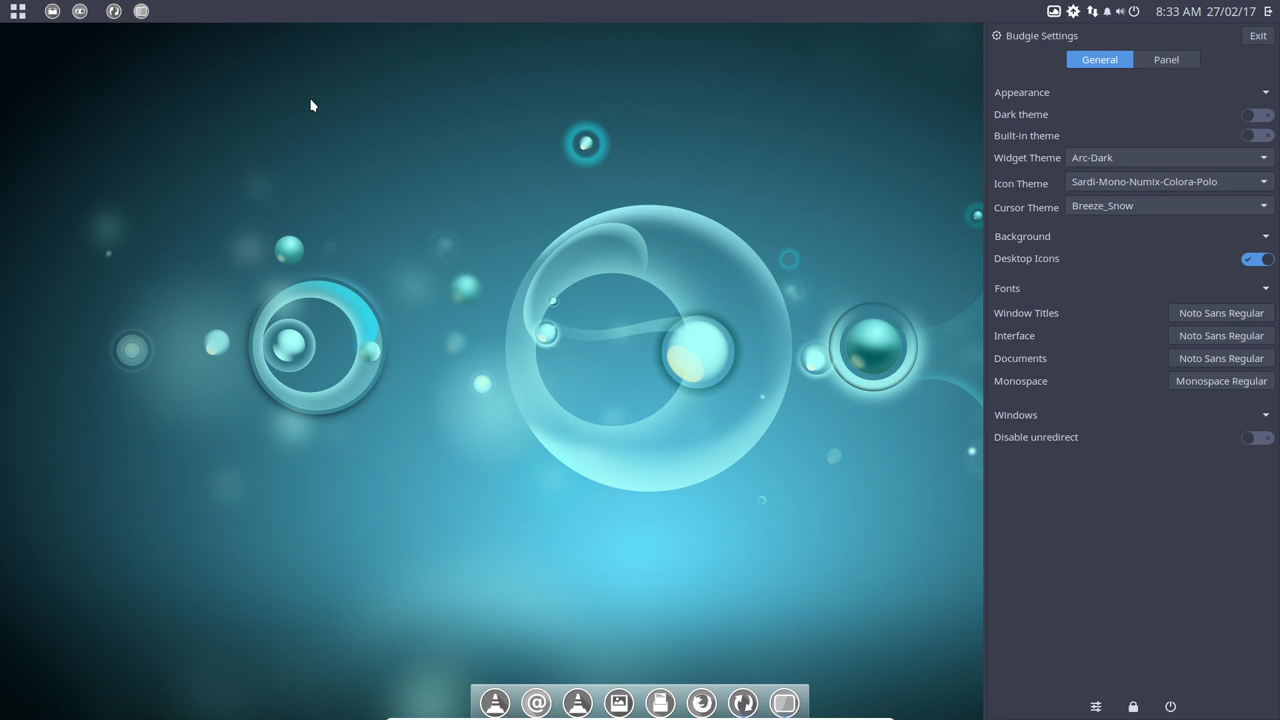 8:33 AM 27/02/17
Budgie Settings
Exit
General
Panel
Appearance
Dark theme
Built-in theme
Widget Theme Arc-Dark
Icon Theme Sardi-Mono-Numix-Colora-Polo
Cursor Theme Breeze_Snow
Background
Desktop Icons
Fonts
Window Titles Noto Sans Regular
Interface Noto Sans Regular
Documents Noto Sans Regular
Monospace Monospace Regular
Windows
Disable unredirect